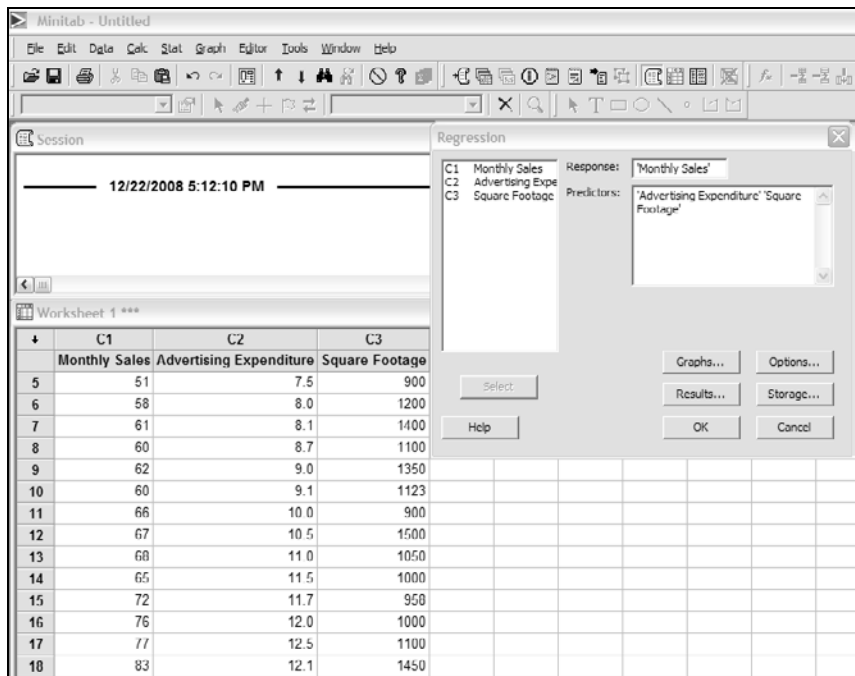 Minitab - Untitled
File Edit Data Calc Stat Graph Editor Tools Window Help
Session
12/22/2008 5:12:10 PM
Regression
C1 Monthly Sales
C2 Advertising Expe
C3 Square Footage
Response: 'Monthly Sales'
Predictors: 'Advertising Expenditure' 'Square
Footage'
Graphs... Options...
Select
Results... Storage...
Help OK Cancel
Worksheet 1 ***
C1 C2 C3
Monthly Sales Advertising Expenditure Square Footage
5 51 7.5 900
6 58 8.0 1200
7 61 8.1 1400
8 60 8.7 1100
9 62 9.0 1350
10 60 9.1 1123
11 66 10.0 900
12 67 10.5 1500
13 68 11.0 1050
14 65 11.5 1000
15 72 11.7 958
16 76 12.0 1000
17 77 12.5 1100
18 83 12.1 1450